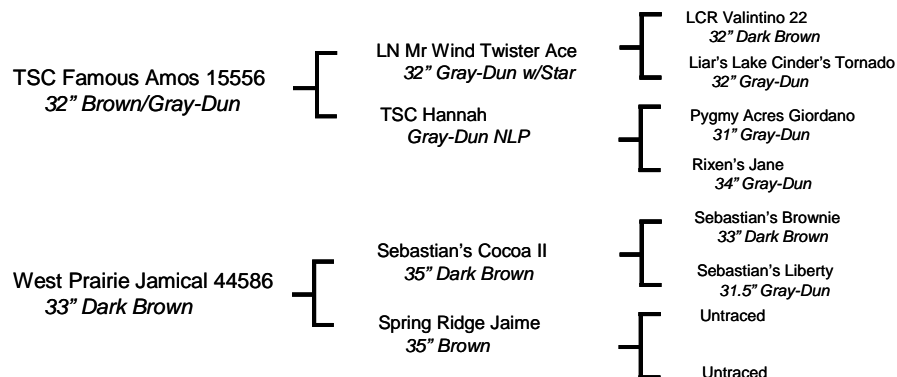 TSC Famous Amos 15556
32” Brown/Gray-Dun
LN Mr Wind Twister Ace
32” Gray-Dun w/Star
LCR Valintino 22
32” Dark Brown
Liar’s Lake Cinder’s Tornado
32” Gray-Dun
TSC Hannah
Gray-Dun NLP
Pygmy Acres Giordano
31” Gray-Dun
Rixen’s Jane
34” Gray-Dun
West Prairie Jamical 44586
33” Dark Brown
Sebastian’s Cocoa II
35” Dark Brown
Sebastian’s Brownie
33” Dark Brown
Sebastian’s Liberty
31.5” Gray-Dun
Spring Ridge Jaime
35” Brown
Untraced
Untraced